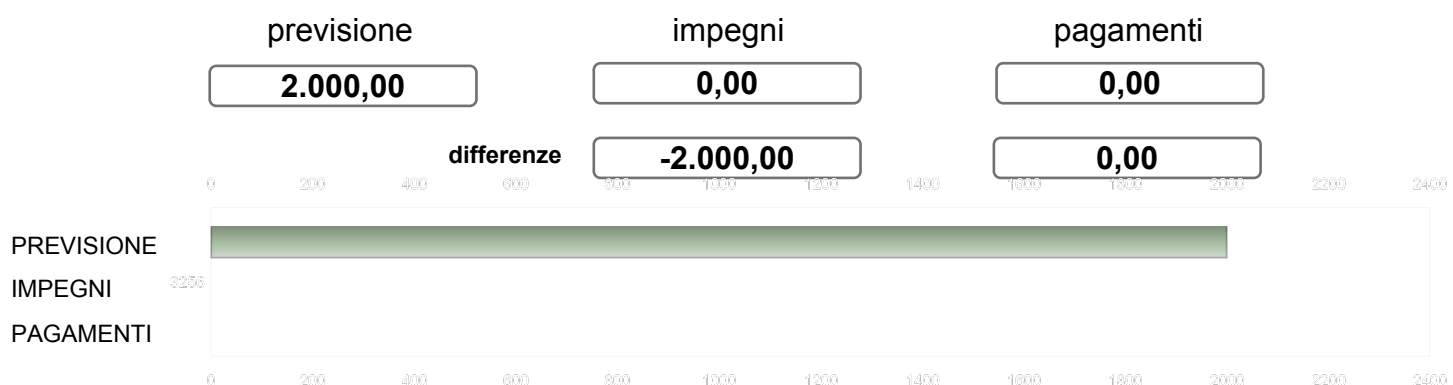 previsione impegni pagamenti
2.000,00 0,00 0,00
differenze -2.000,00 0,00
0 200 400 600 800 1000 1200 1400 1600 1800 2000 2200 2400
PREVISIONE
3256
IMPEGNI
PAGAMENTI
0 200 400 600 800 1000 1200 1400 1600 1800 2000 2200 2400